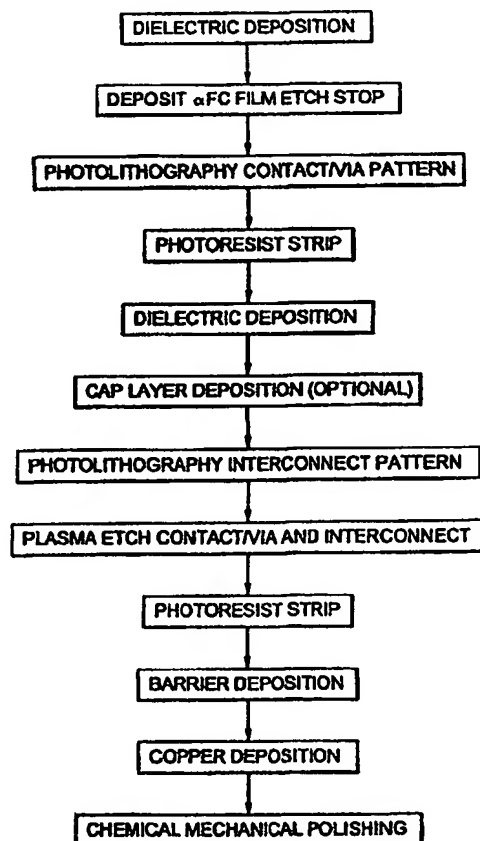 DIELECTRIC DEPOSITION
DEPOSIT αFC FILM ETCH STOP
PHOTOLITHOGRAPHY CONTACT/VIA PATTERN
PHOTORESIST STRIP
DIELECTRIC DEPOSITION
CAP LAYER DEPOSITION (OPTIONAL)
PHOTOLITHOGRAPHY INTERCONNECT PATTERN
PLASMA ETCH CONTACT/VIA AND INTERCONNECT
PHOTORESIST STRIP
BARRIER DEPOSITION
COPPER DEPOSITION
CHEMICAL MECHANICAL POLISHING